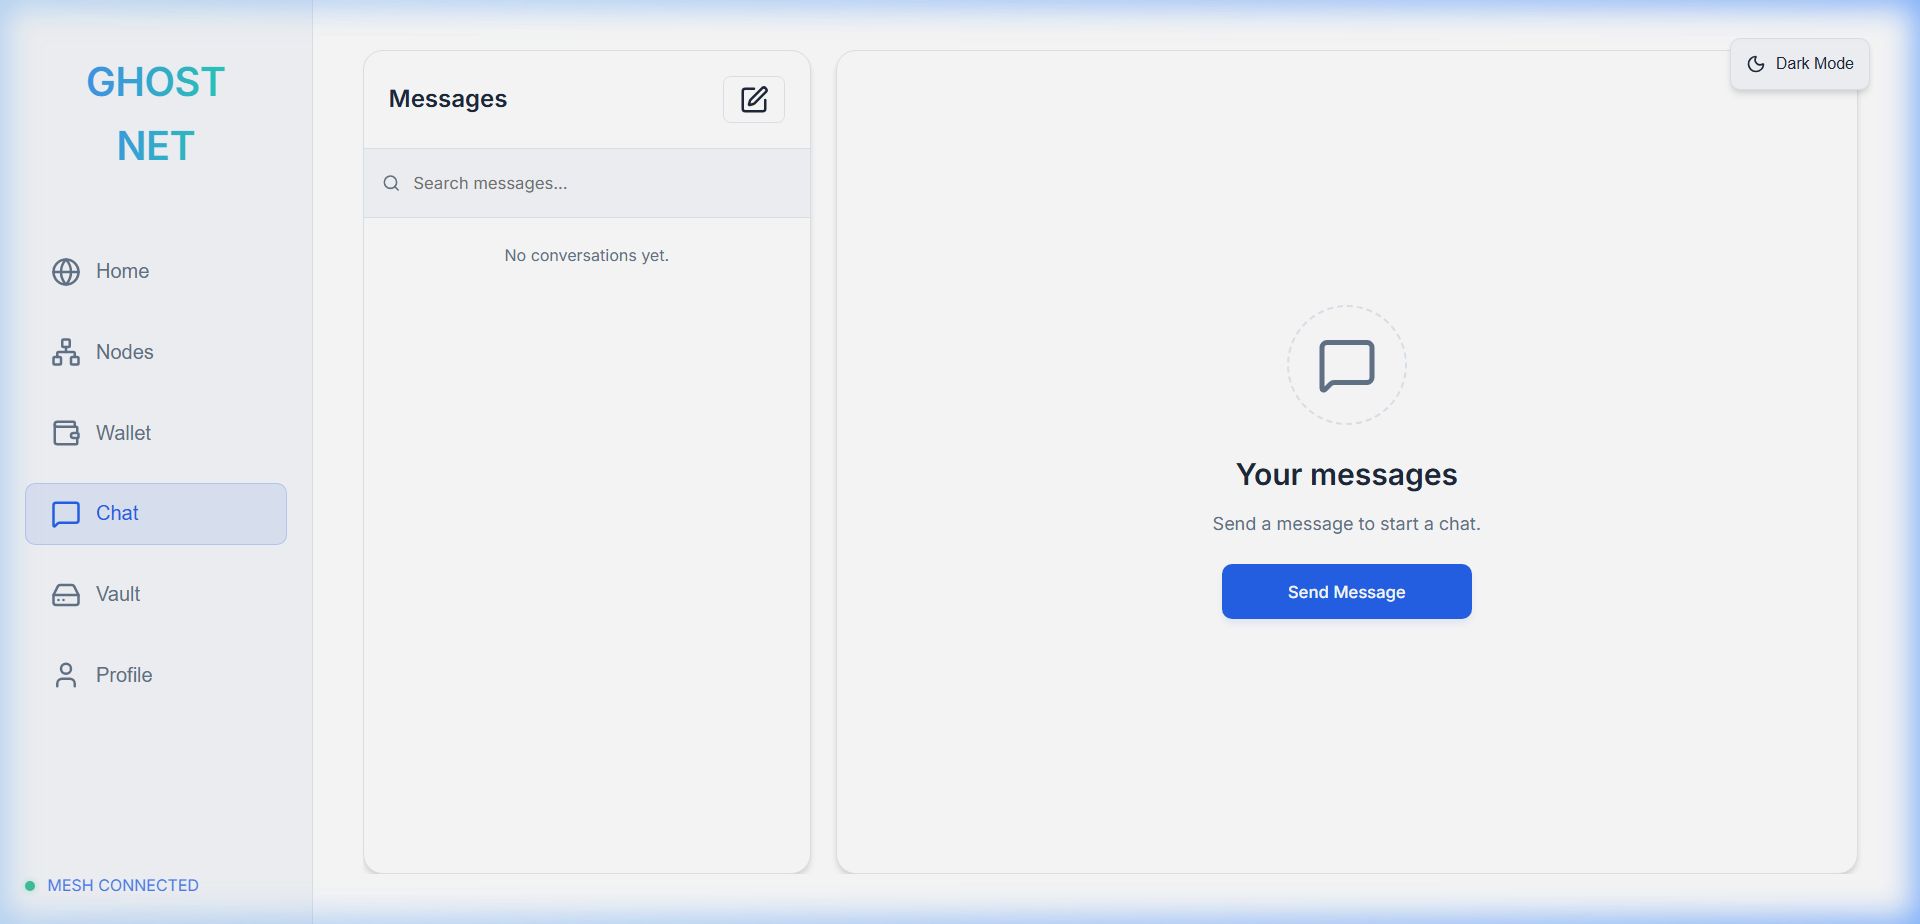 GHOST
NET
Home
Nodes
Wallet
Chat
Vault
Profile
MESH CONNECTED
Messages
Search messages...
No conversations yet.
Dark Mode
Your messages
Send a message to start a chat.
Send Message